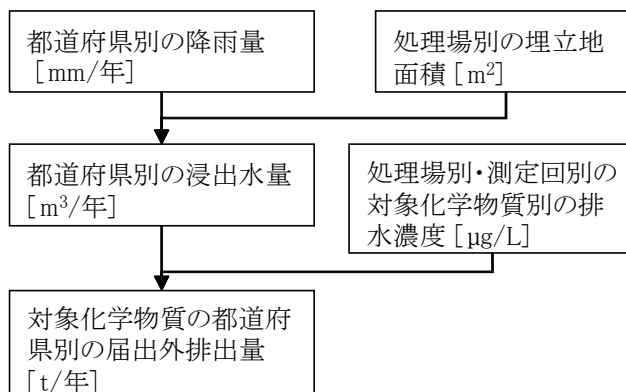 都道府県別の降雨量
[mm/年]
処理場別の埋立地
面積[m²]
都道府県別の浸出水量
[m³/年]
処理場別・測定回別の
対象化学物質別の排
水濃度[µg/L]
対象化学物質の都道府
県別の届出外排出量
[t/年]